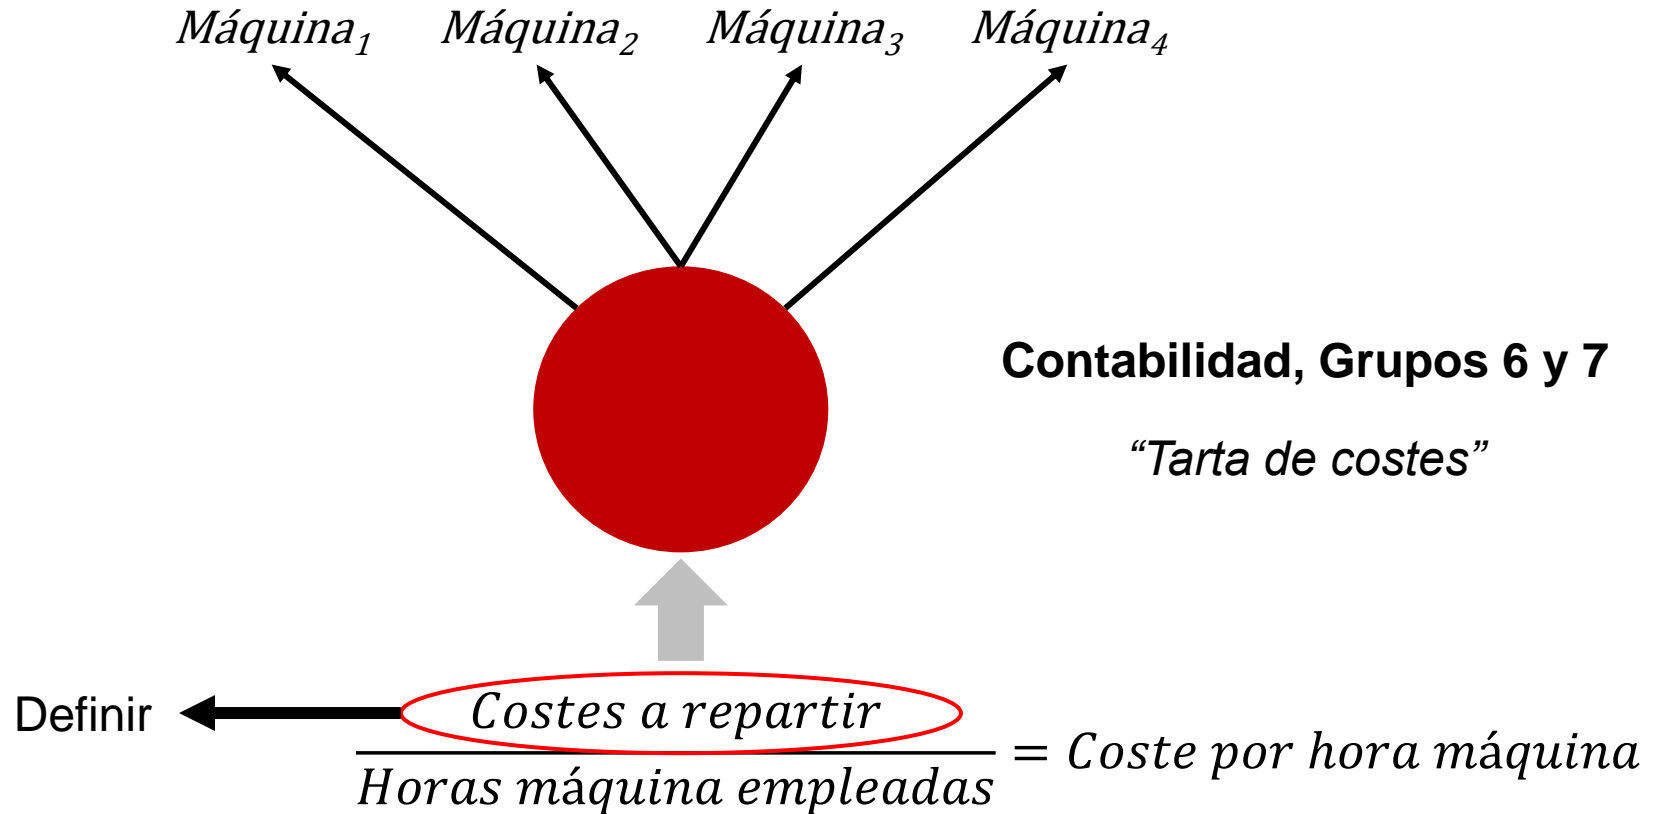 Máquina₁ Máquina₂ Máquina₃ Máquina₄
Contabilidad, Grupos 6 y 7
“Tarta de costes”
Definir
Costes a repartir
Horas máquina empleadas
= Coste por hora máquina